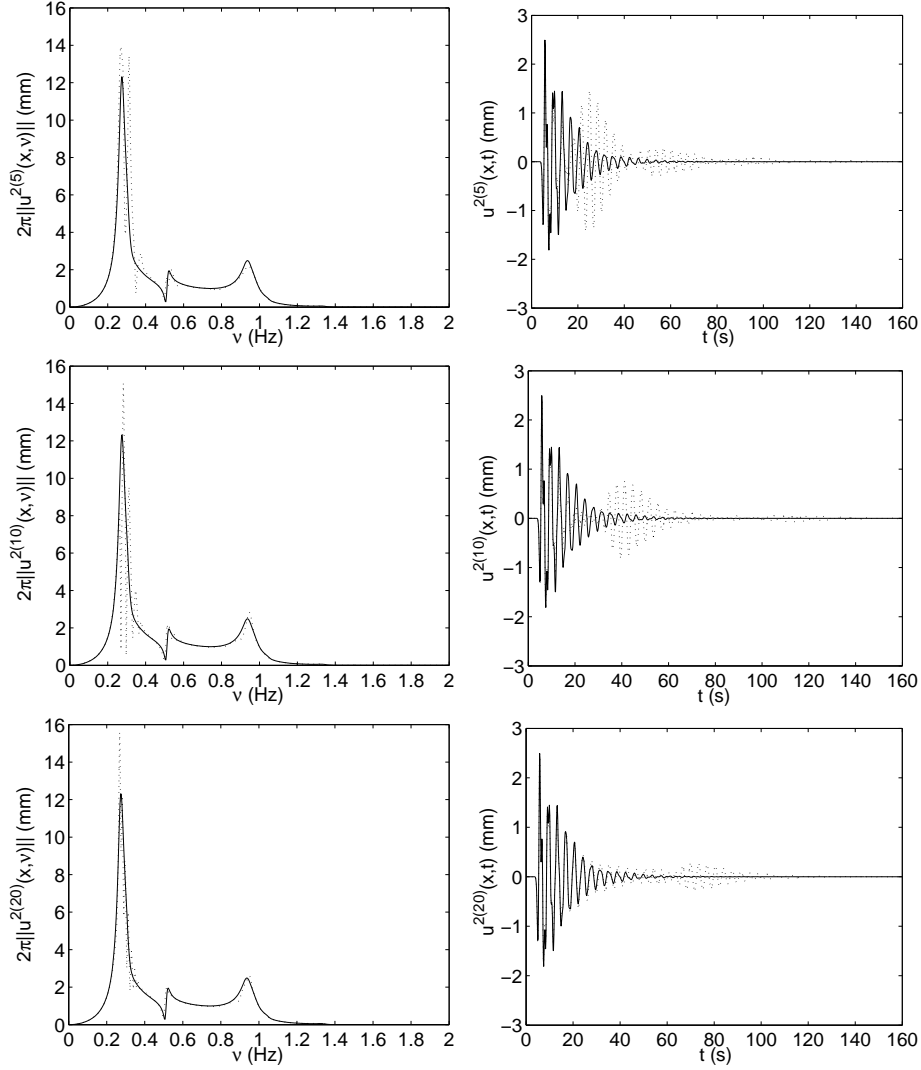 16
14
12
10
8
6
4
2
0
2π||u^2(5)(x,ν)|| (mm)
0 0.2 0.4 0.6 0.8 1 1.2 1.4 1.6 1.8 2
ν (Hz)
3
2
1
0
−1
−2
−3
u^2(5)(x,t) (mm)
0 20 40 60 80 100 120 140 160
t (s)
16
14
12
10
8
6
4
2
0
2π||u^2(10)(x,ν)|| (mm)
0 0.2 0.4 0.6 0.8 1 1.2 1.4 1.6 1.8 2
ν (Hz)
3
2
1
0
−1
−2
−3
u^2(10)(x,t) (mm)
0 20 40 60 80 100 120 140 160
t (s)
16
14
12
10
8
6
4
2
0
2π||u^2(20)(x,ν)|| (mm)
0 0.2 0.4 0.6 0.8 1 1.2 1.4 1.6 1.8 2
ν (Hz)
3
2
1
0
−1
−2
−3
u^2(20)(x,t) (mm)
0 20 40 60 80 100 120 140 160
t (s)